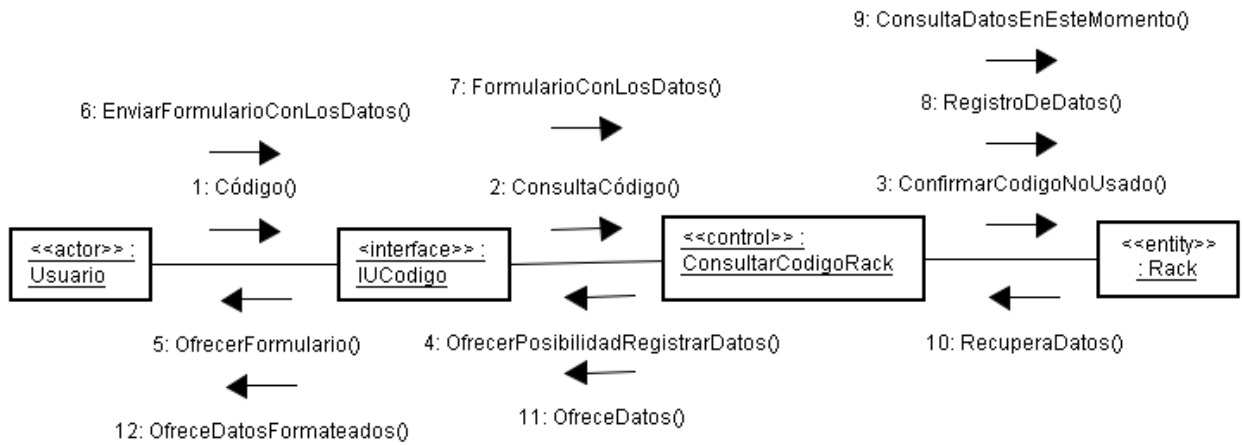 9: ConsultaDatosEnEsteMomento()
7: FormularioConLosDatos()
6: EnviarFormularioConLosDatos()
8: RegistroDeDatos()
1: Código()
2: ConsultaCódigo()
3: ConfirmarCodigoNoUsado()
<<actor>> :
Usuario
<interface>> :
IUCodigo
<<control>> :
ConsultarCodigoRack
<<entity>>
: Rack
5: OfrecerFormulario()
4: OfrecerPosibilidadRegistrarDatos()
10: RecuperaDatos()
12: OfreceDatosFormateados()
11: OfreceDatos()